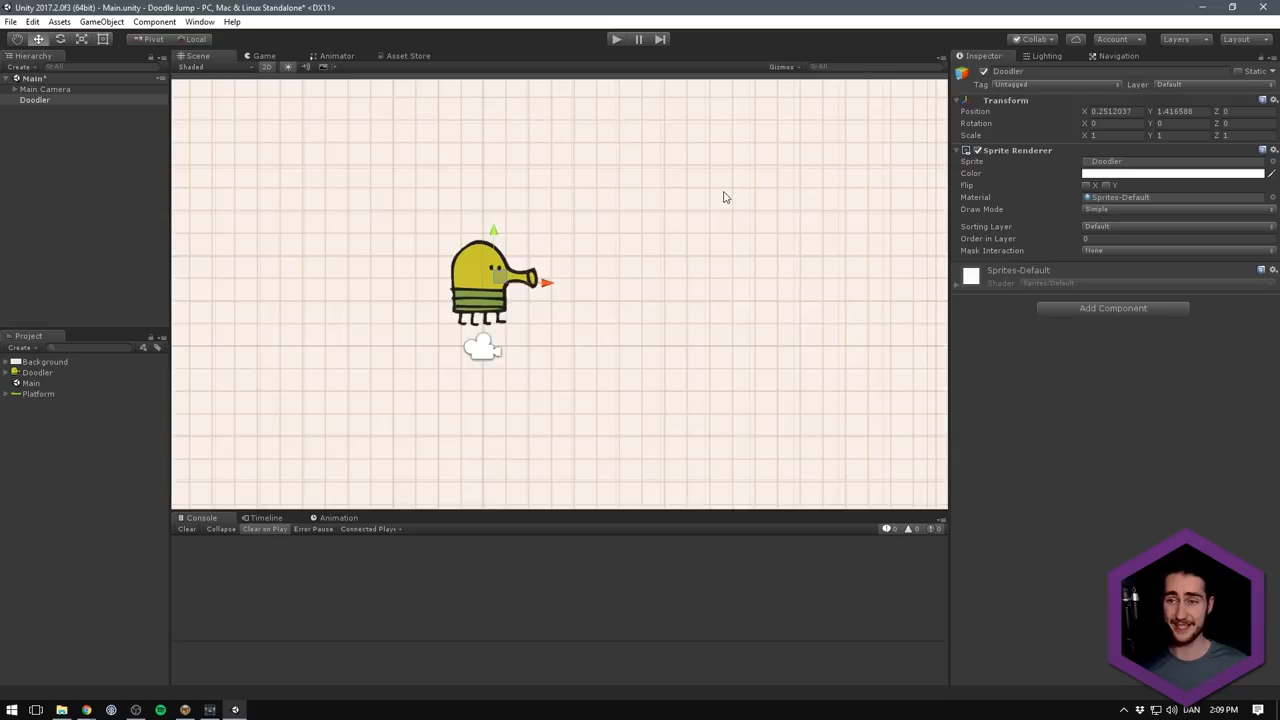 Unity 2017.2.0f3 (64bit) - Main.unity - Doodle Jump - PC, Mac & Linux Standalone* <DX11>
File Edit Assets GameObject Component Window Help
Pivot Local Collab Account Layers Layout
Hierarchy
Create All
Main*
Main Camera
Doodler
Scene Game Animator Asset Store
Shaded 2D Gizmos All
Inspector Lighting Navigation
Doodler Static
Tag Untagged Layer Default
Transform
Position X 0.2512037 Y 1.416588 Z 0
Rotation X 0 Y 0 Z 0
Scale X 1 Y 1 Z 1
Sprite Renderer
Sprite Doodler
Color
Flip X Y
Material Sprites-Default
Draw Mode Simple
Sorting Layer Default
Order in Layer 0
Mask Interaction None
Sprites-Default
Shader Sprites/Default
Add Component
Project
Create
Background
Doodler
Main
Platform
Console Timeline Animation
Clear Collapse Clear on Play Error Pause Connected Play 0 0 0
DAN 2:09 PM